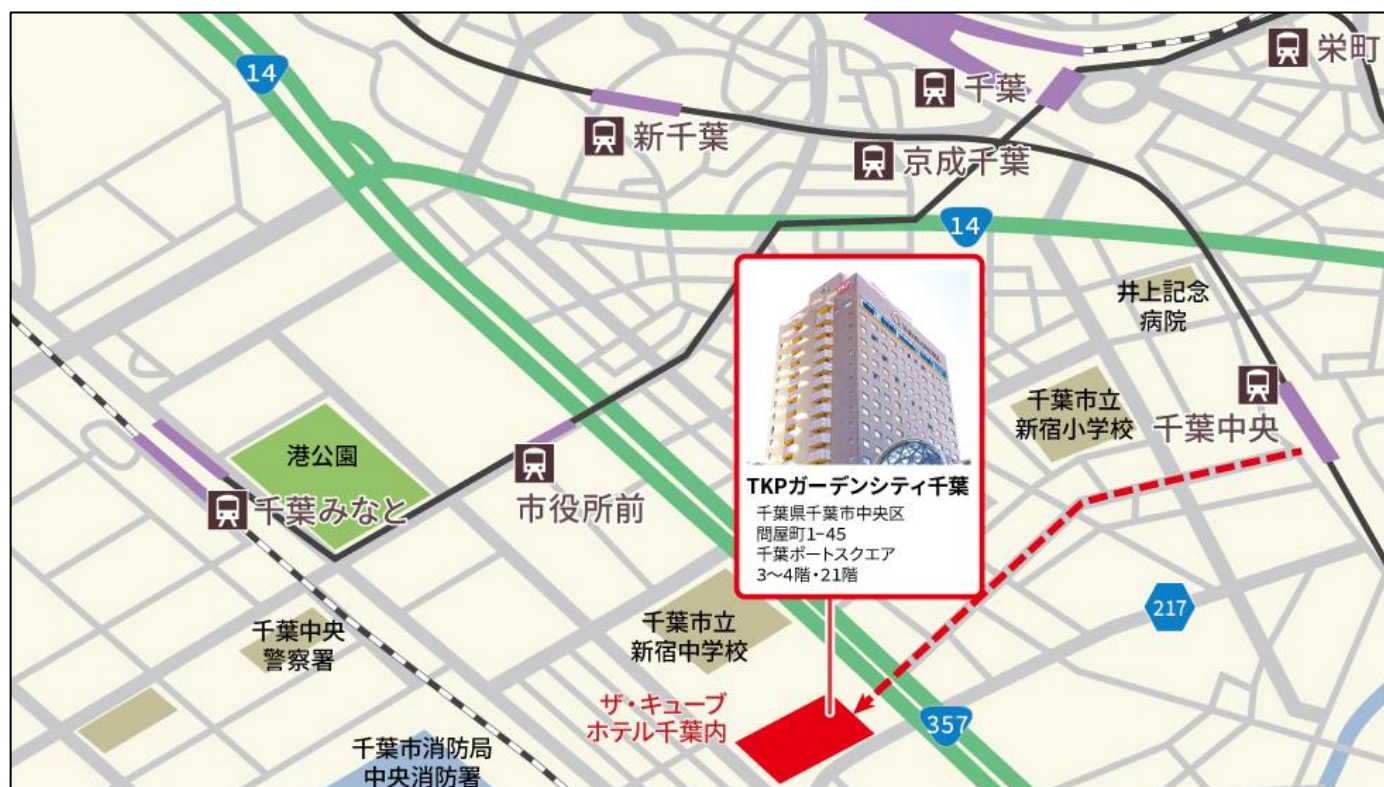 14
栄町
千葉
新千葉
京成千葉
14
井上記念
病院
千葉市立
新宿小学校
千葉中央
港公園
千葉みなと
市役所前
TKPガーデンシティ千葉
千葉県千葉市中央区
問屋町1-45
千葉ポートスクエア
3〜4階・21階
217
千葉中央
警察署
千葉市立
新宿中学校
ザ・キューブ
ホテル千葉内
357
千葉市消防局
中央消防署